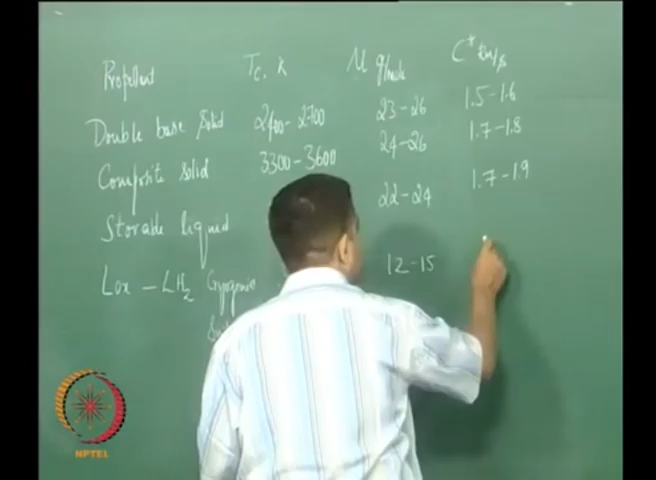 Propellant Tc, K M g/mole C* km/s
Double base solid 2400-2700 23-26 1.5-1.6
Composite solid 3300-3600 24-26 1.7-1.8
Storable liquid 22-24 1.7-1.9
Lox - LH2 12-15
NPTEL